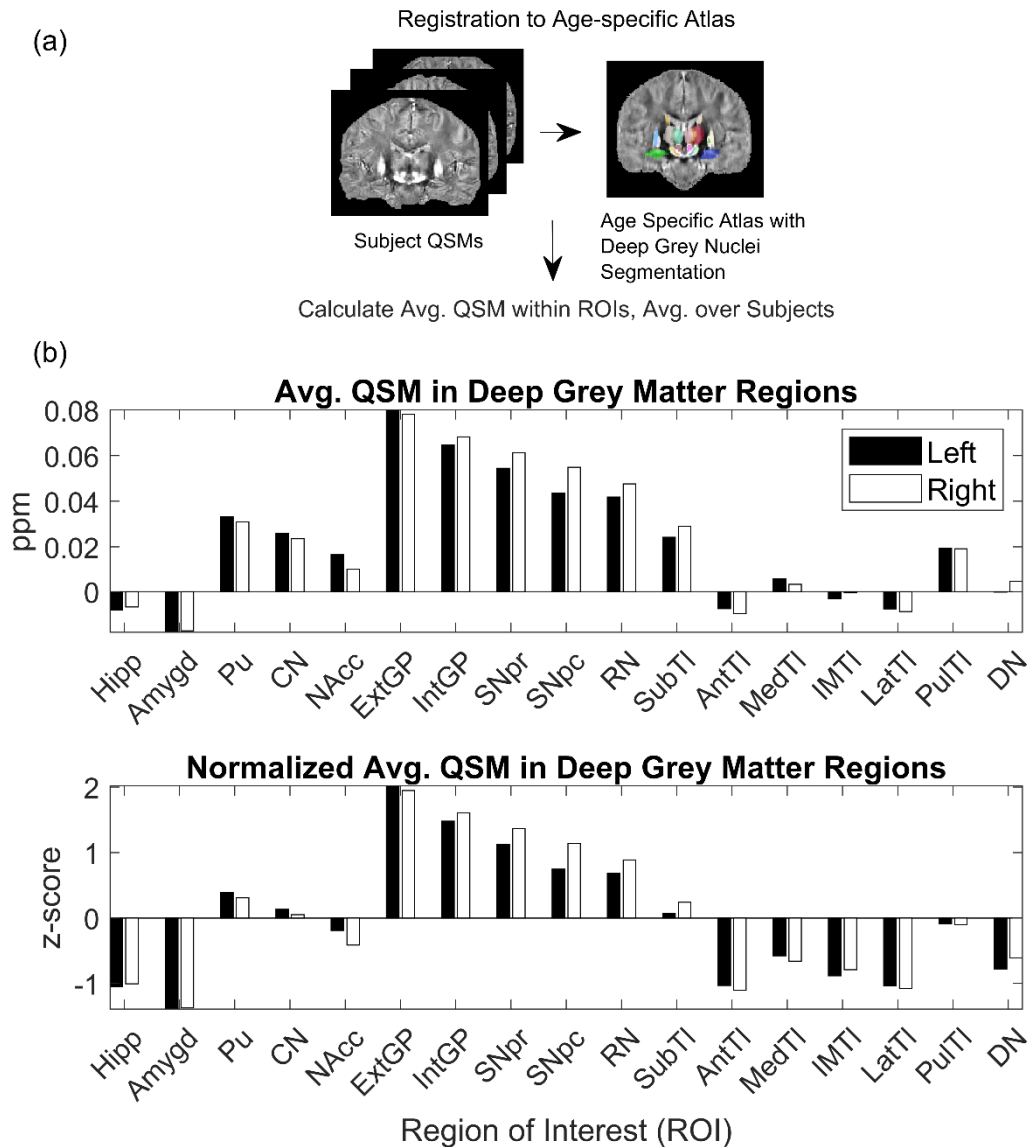 (a)
Registration to Age-specific Atlas
Subject QSMs
Age Specific Atlas with
Deep Grey Nuclei
Segmentation
Calculate Avg. QSM within ROIs, Avg. over Subjects
(b)
Avg. QSM in Deep Grey Matter Regions
0.08
0.06
0.04
0.02
0
ppm
Left
Right
Hipp
Amygd
Pu
CN
NAcc
ExtGP
IntGP
SNpr
SNpc
RN
SubTl
AntTl
MedTl
IMTl
LatTl
PulTl
DN
Normalized Avg. QSM in Deep Grey Matter Regions
2
1
0
-1
z-score
Hipp
Amygd
Pu
CN
NAcc
ExtGP
IntGP
SNpr
SNpc
RN
SubTl
AntTl
MedTl
IMTl
LatTl
PulTl
DN
Region of Interest (ROI)